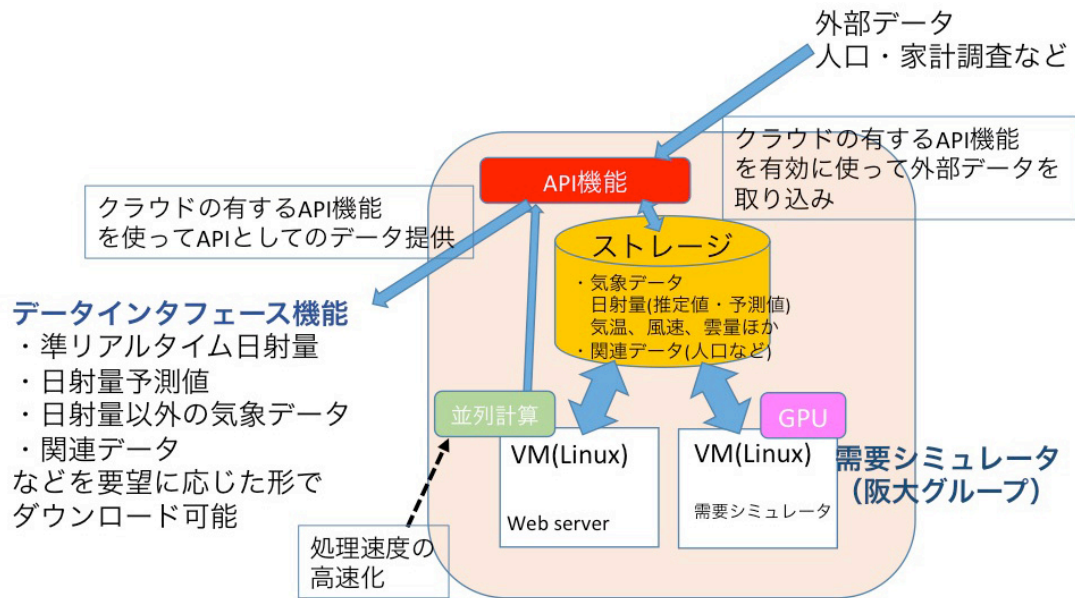 外部データ
人口・家計調査など
クラウドの有するAPI機能
を有効に使って外部データを
取り込み
API機能
クラウドの有するAPI機能
を使ってAPIとしてのデータ提供
ストレージ
・気象データ
日射量(推定値・予測値)
気温、風速、雲量ほか
・関連データ(人口など)
データインタフェース機能
・準リアルタイム日射量
・日射量予測値
・日射量以外の気象データ
・関連データ
などを要望に応じた形で
ダウンロード可能
並列計算
VM(Linux)
Web server
GPU
VM(Linux)
需要シミュレータ
需要シミュレータ
（阪大グループ）
処理速度の
高速化